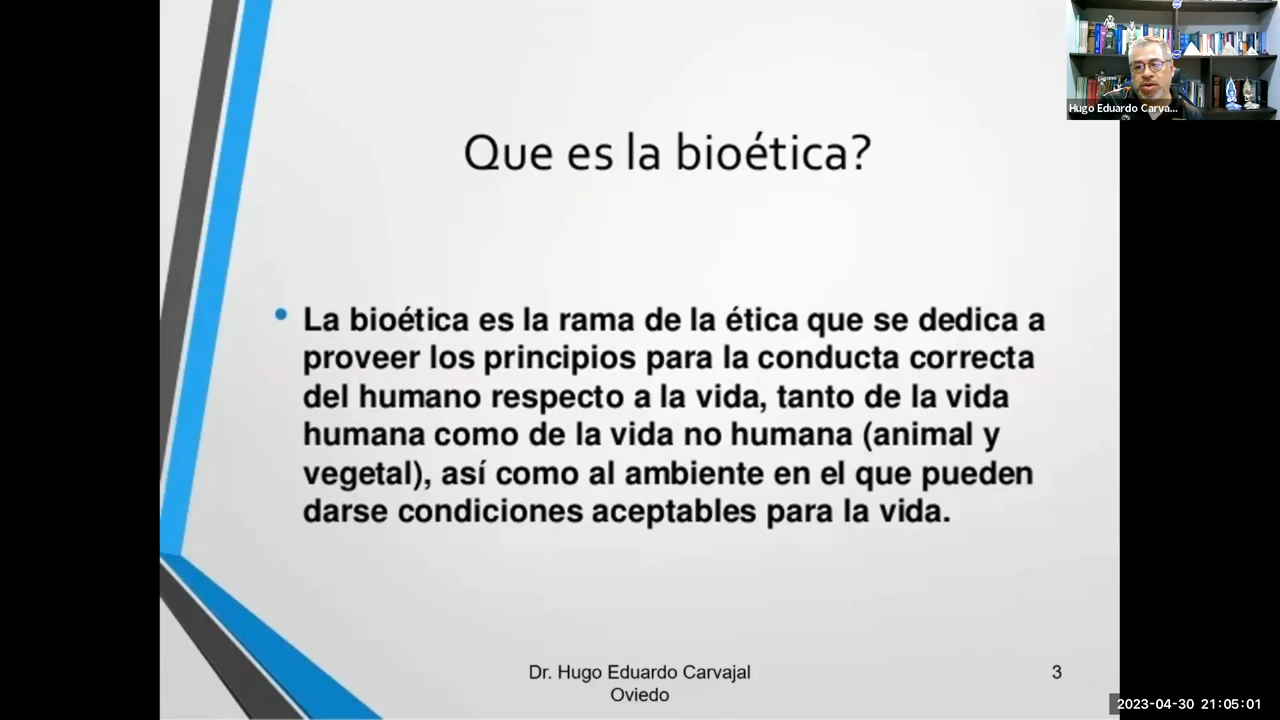 Hugo Eduardo Carva...
Que es la bioética?
La bioética es la rama de la ética que se dedica a
proveer los principios para la conducta correcta
del humano respecto a la vida, tanto de la vida
humana como de la vida no humana (animal y
vegetal), así como al ambiente en el que pueden
darse condiciones aceptables para la vida.
Dr. Hugo Eduardo Carvajal
Oviedo
3
2023-04-30 21:05:01